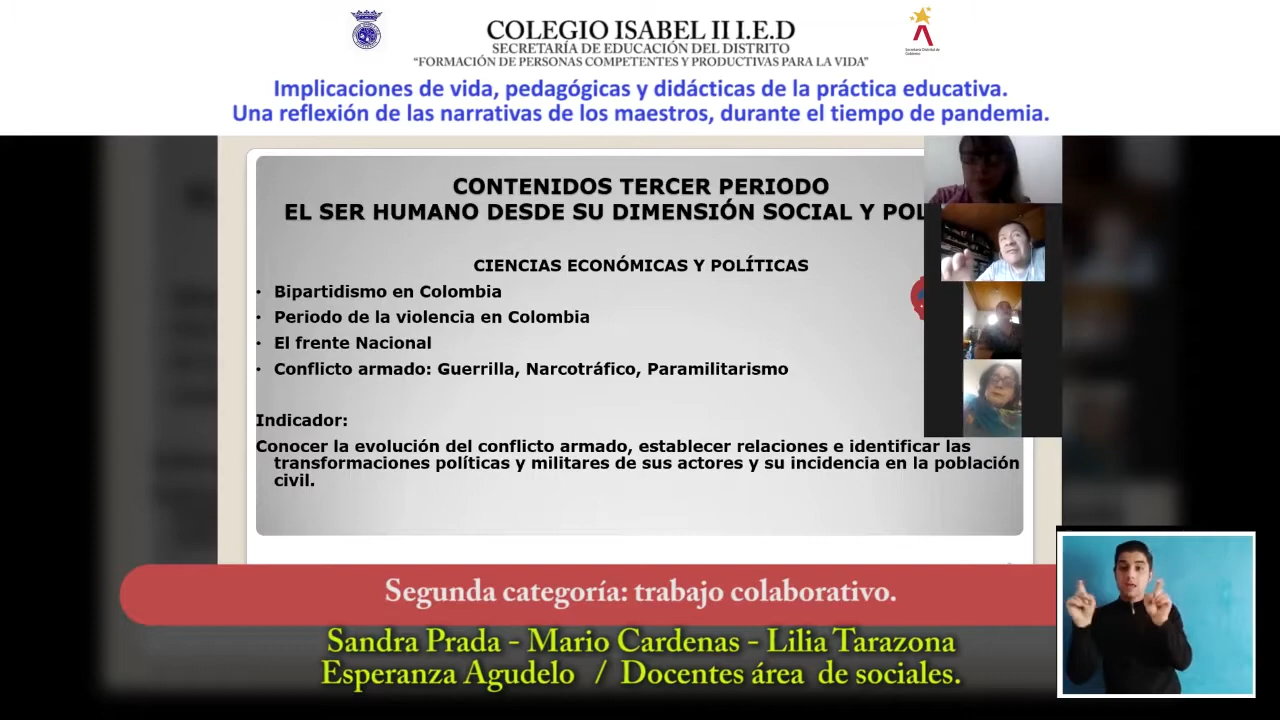 COLEGIO ISABEL II I.E.D
SECRETARÍA DE EDUCACIÓN DEL DISTRITO
“FORMACIÓN DE PERSONAS COMPETENTES Y PRODUCTIVAS PARA LA VIDA”
Implicaciones de vida, pedagógicas y didácticas de la práctica educativa.
Una reflexión de las narrativas de los maestros, durante el tiempo de pandemia.
CONTENIDOS TERCER PERIODO
EL SER HUMANO DESDE SU DIMENSIÓN SOCIAL Y POL
CIENCIAS ECONÓMICAS Y POLÍTICAS
• Bipartidismo en Colombia
• Periodo de la violencia en Colombia
• El frente Nacional
• Conflicto armado: Guerrilla, Narcotráfico, Paramilitarismo
Indicador:
Conocer la evolución del conflicto armado, establecer relaciones e identificar las
transformaciones políticas y militares de sus actores y su incidencia en la población
civil.
Segunda categoría: trabajo colaborativo.
Sandra Prada - Mario Cardenas - Lilia Tarazona
Esperanza Agudelo / Docentes área de sociales.